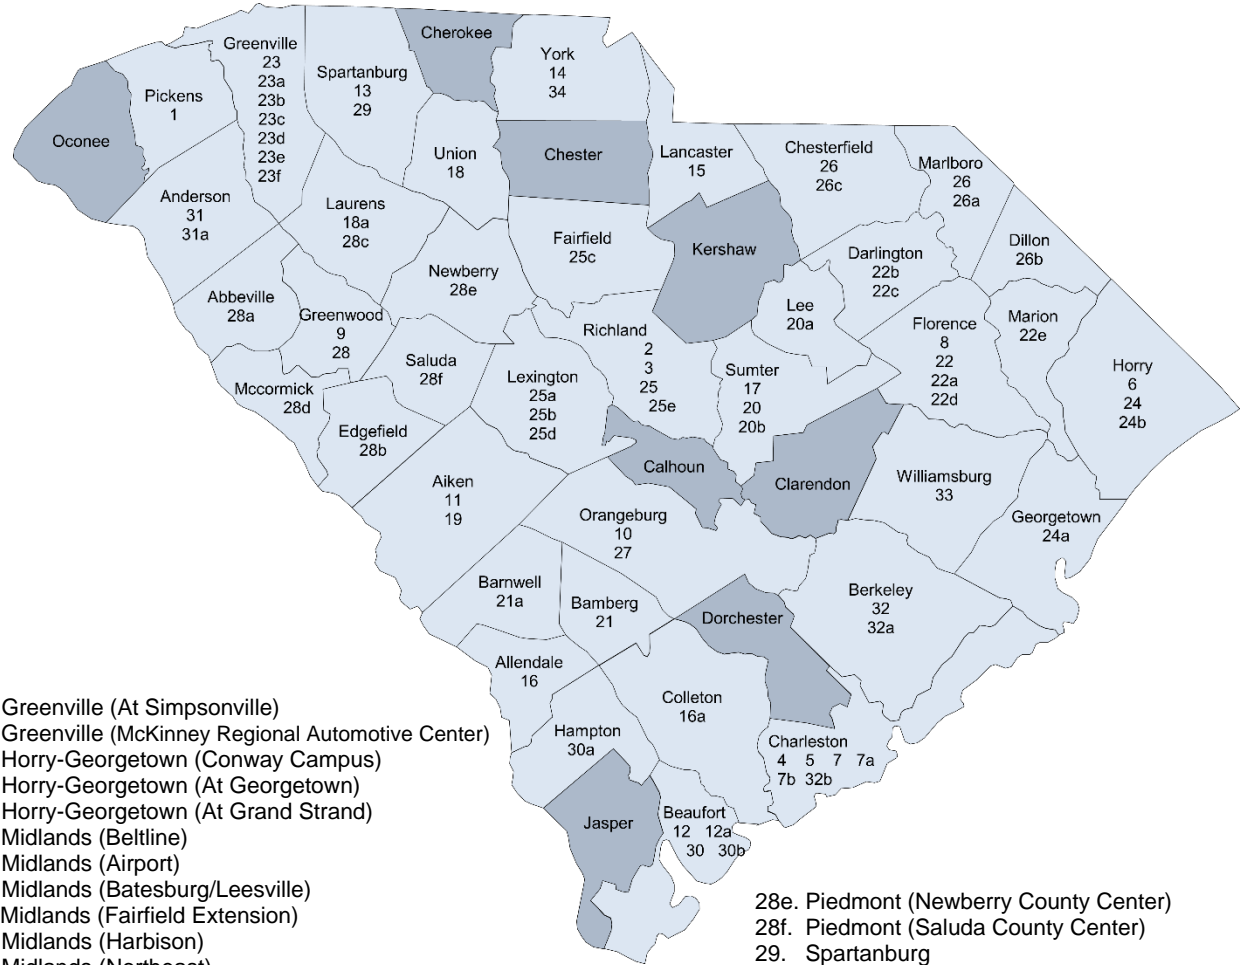 Cherokee
Greenville
23
23a
23b
23c
23d
23e
23f
York
14
34
Spartanburg
13
29
Pickens
1
Oconee
Union
18
Chester
Lancaster
15
Chesterfield
26
26c
Marlboro
26
26a
Anderson
31
31a
Laurens
18a
28c
Fairfield
25c
Kershaw
Darlington
22b
22c
Dillon
26b
Newberry
28e
Abbeville
28a
Greenwood
9
28
Lee
20a
Florence
8
22
22a
22d
Marion
22e
Richland
2
3
25
25e
Saluda
28f
Lexington
25a
25b
25d
Sumter
17
20
20b
Horry
6
24
24b
Mccormick
28d
Edgefield
28b
Calhoun
Clarendon
Williamsburg
33
Aiken
11
19
Orangeburg
10
27
Georgetown
24a
Barnwell
21a
Bamberg
21
Dorchester
Berkeley
32
32a
Allendale
16
Colleton
16a
Hampton
30a
Charleston
4 5 7 7a
7b 32b
Jasper
Beaufort
12 12a
30 30b
Greenville (At Simpsonville)
Greenville (McKinney Regional Automotive Center)
Horry-Georgetown (Conway Campus)
Horry-Georgetown (At Georgetown)
Horry-Georgetown (At Grand Strand)
Midlands (Beltline)
Midlands (Airport)
Midlands (Batesburg/Leesville)
Midlands (Fairfield Extension)
Midlands (Harbison)
Midlands (Northeast)
28e. Piedmont (Newberry County Center)
28f. Piedmont (Saluda County Center)
29. Spartanburg